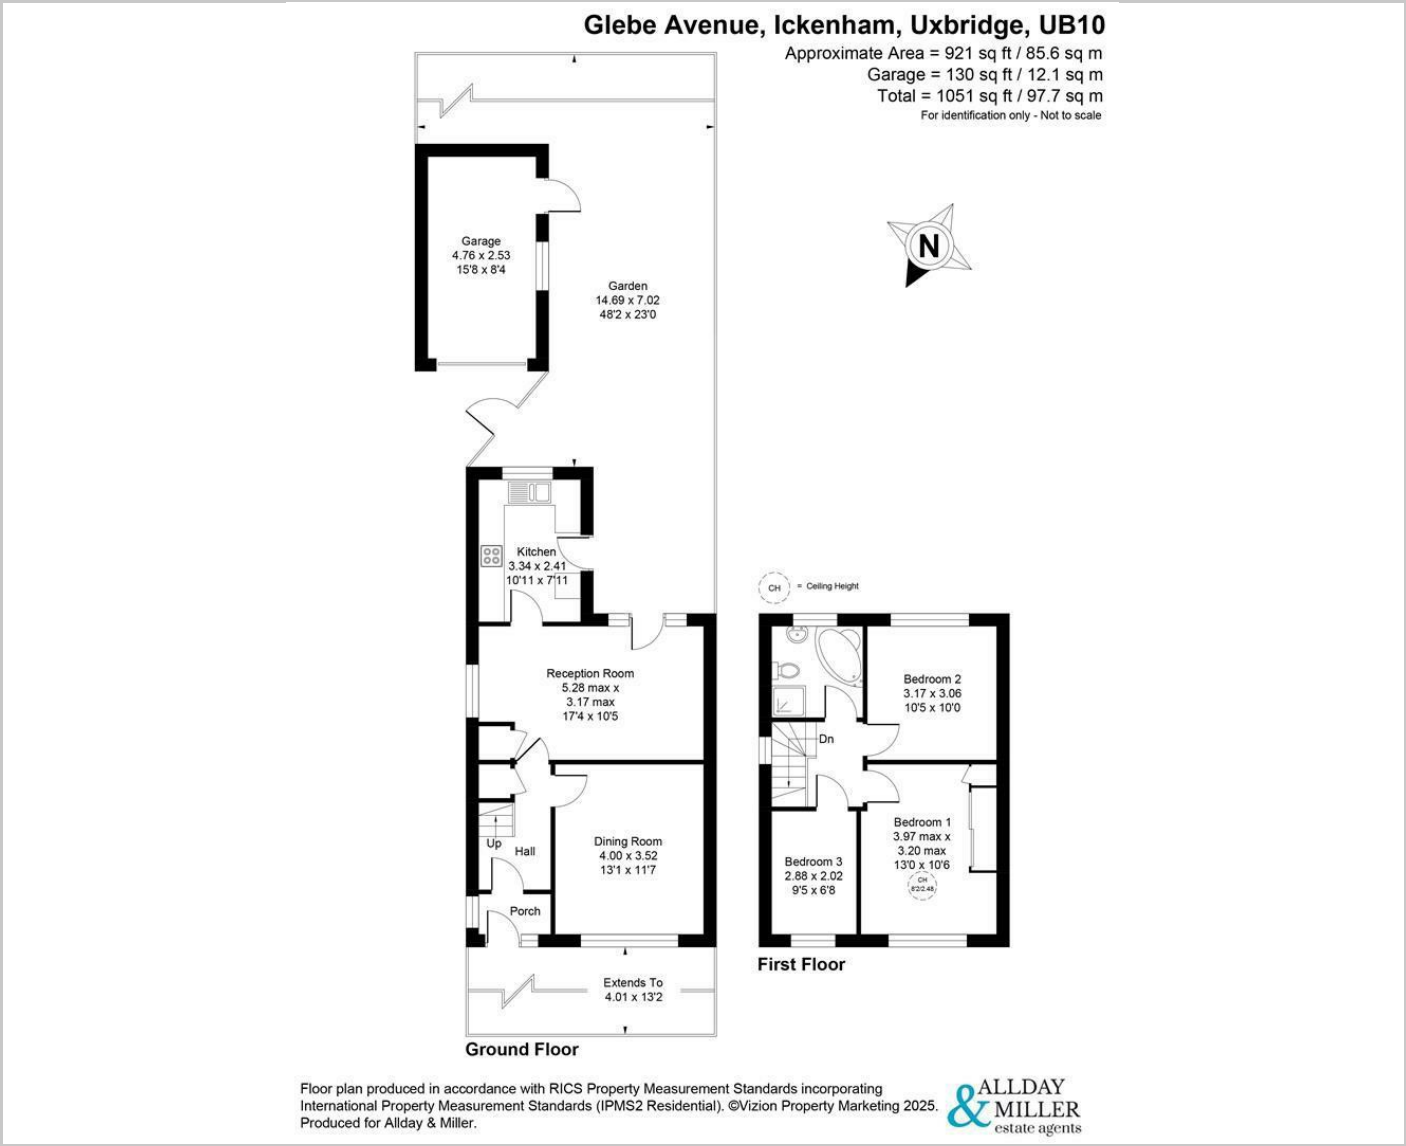 Glebe Avenue, Ickenham, Uxbridge, UB10
Approximate Area = 921 sq ft / 85.6 sq m
Garage = 130 sq ft / 12.1 sq m
Total = 1051 sq ft / 97.7 sq m
For identification only - Not to scale
N
Garage
4.76 x 2.53
15'8 x 8'4
Garden
14.69 x 7.02
48'2 x 23'0
Kitchen
3.34 x 2.41
10'11 x 7'11
Reception Room
5.28 max x
3.17 max
17'4 x 10'5
Up
Hall
Dining Room
4.00 x 3.52
13'1 x 11'7
Porch
Extends To
4.01 x 13'2
Ground Floor
CH = Ceiling Height
Bedroom 2
3.17 x 3.06
10'5 x 10'0
Dn
Bedroom 1
3.97 max x
3.20 max
13'0 x 10'6
CH
8'2/2.48
Bedroom 3
2.88 x 2.02
9'5 x 6'8
First Floor
Floor plan produced in accordance with RICS Property Measurement Standards incorporating
International Property Measurement Standards (IPMS2 Residential). ©Vizion Property Marketing 2025.
Produced for Allday & Miller.
ALLDAY
& MILLER
estate agents